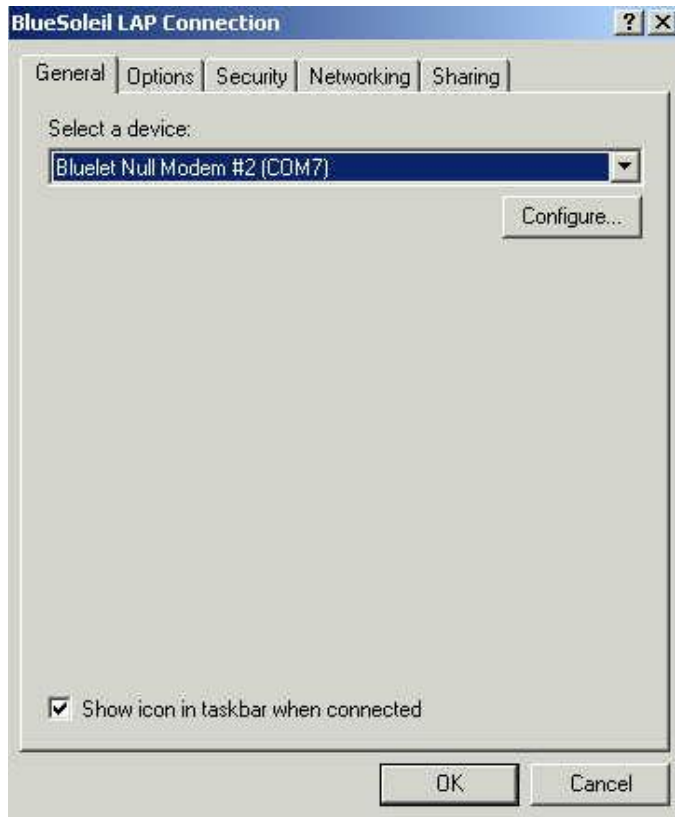 BlueSoleil LAP Connection
General Options Security Networking Sharing
Select a device:
Bluelet Null Modem #2 (COM7)
Configure...
Show icon in taskbar when connected
OK Cancel